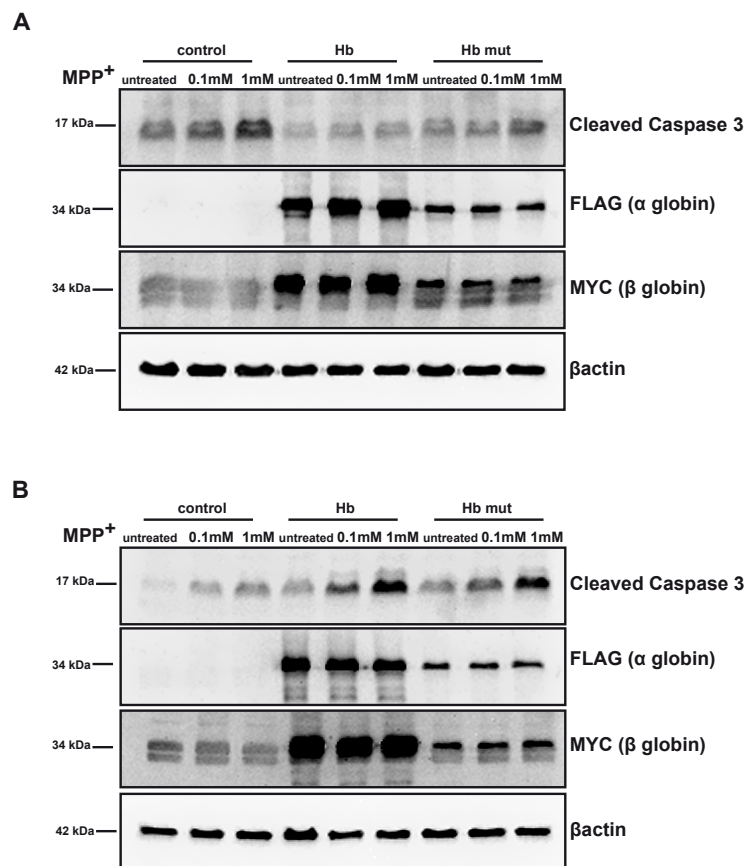 A
control Hb Hb mut
MPP+ untreated 0.1mM 1mM untreated 0.1mM 1mM untreated 0.1mM 1mM
17 kDa Cleaved Caspase 3
34 kDa FLAG (α globin)
34 kDa MYC (β globin)
42 kDa βactin
B
control Hb Hb mut
MPP+ untreated 0.1mM 1mM untreated 0.1mM 1mM untreated 0.1mM 1mM
17 kDa Cleaved Caspase 3
34 kDa FLAG (α globin)
34 kDa MYC (β globin)
42 kDa βactin